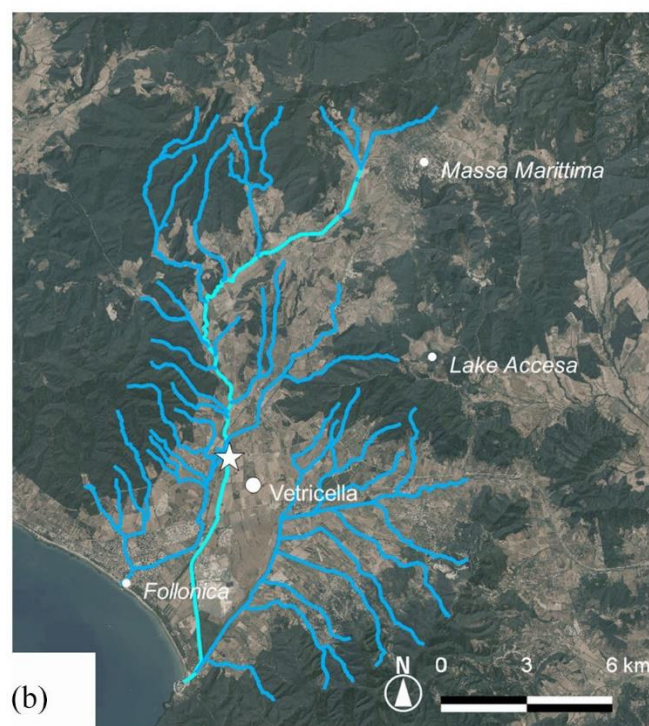 Massa Marittima
Lake Accesa
Vetricella
Follonica
N
0 3 6 km
(b)